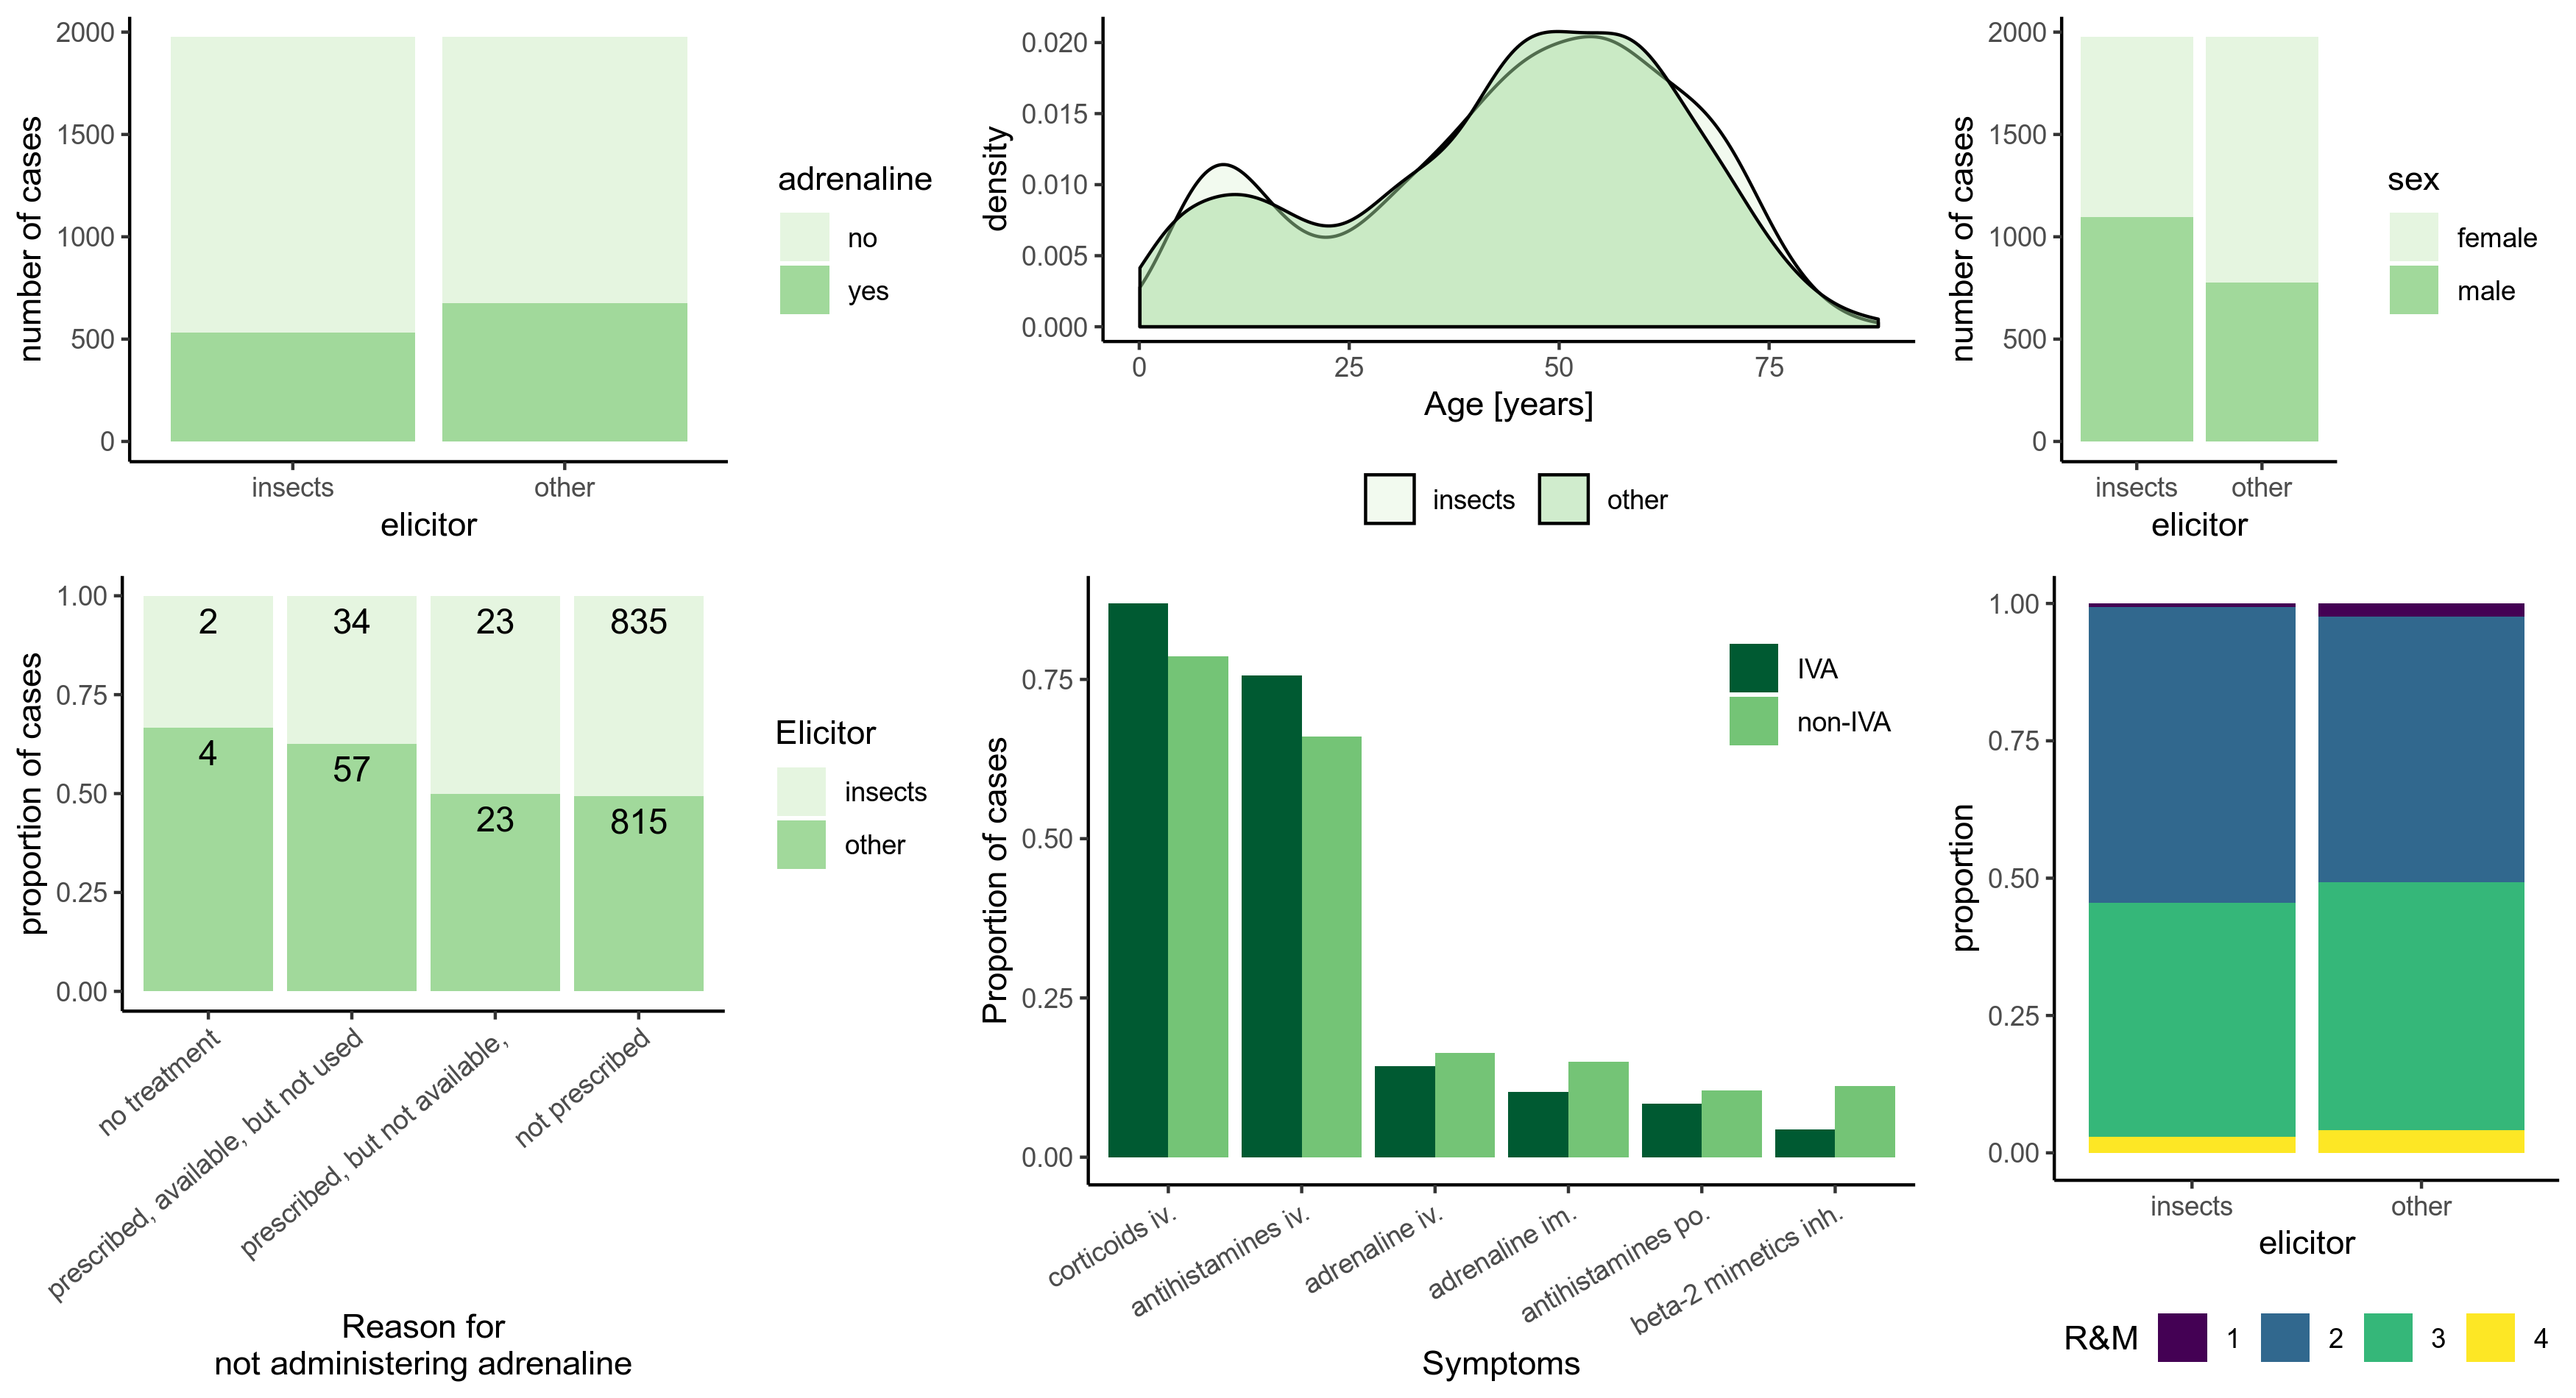 number of cases
2000
1500
1000
500
0
insects
other
elicitor
adrenaline
no
yes
density
0.020
0.015
0.010
0.005
0.000
0
25
50
75
Age [years]
insects
other
number of cases
2000
1500
1000
500
0
insects
other
elicitor
sex
female
male
proportion of cases
1.00
0.75
0.50
0.25
0.00
2
34
23
835
4
57
23
815
no treatment
prescribed, available, but not used
prescribed, but not available,
not prescribed
Reason for
not administering adrenaline
Elicitor
insects
other
Proportion of cases
0.75
0.50
0.25
0.00
IVA
non-IVA
corticoids iv.
antihistamines iv.
adrenaline iv.
adrenaline im.
antihistamines po.
beta-2 mimetics inh.
Symptoms
proportion
1.00
0.75
0.50
0.25
0.00
insects
other
elicitor
R&M
1
2
3
4